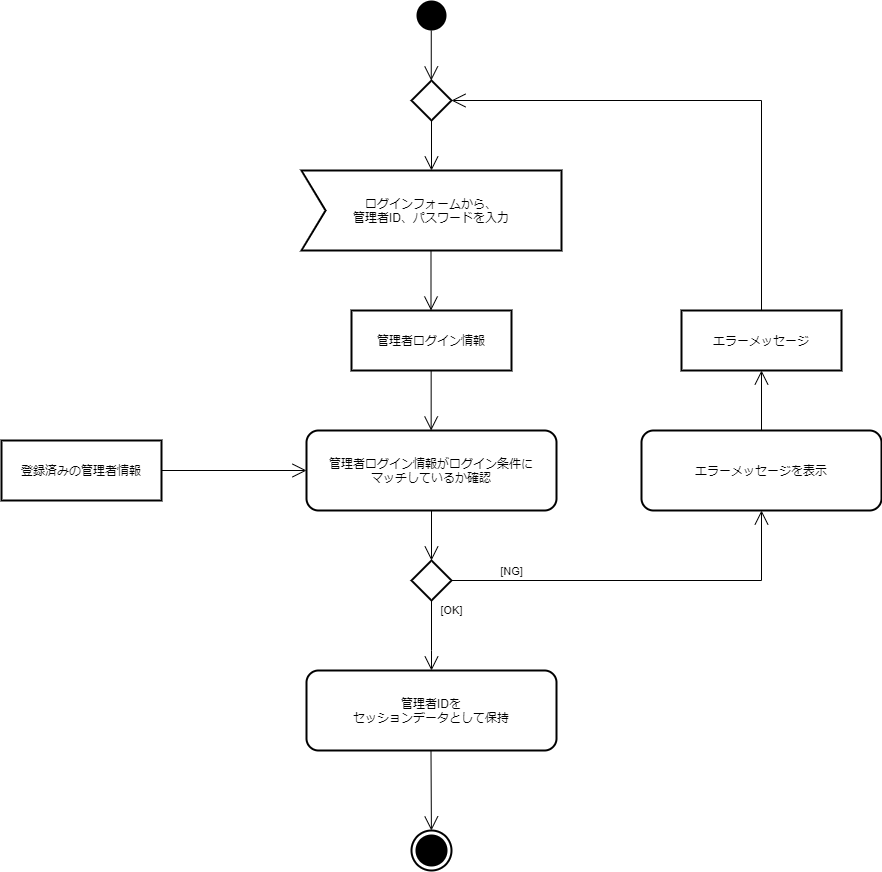 ログインフォームから、
管理者ID、パスワードを入力
管理者ログイン情報
エラーメッセージ
登録済みの管理者情報
管理者ログイン情報がログイン条件に
マッチしているか確認
エラーメッセージを表示
[NG]
[OK]
管理者IDを
セッションデータとして保持